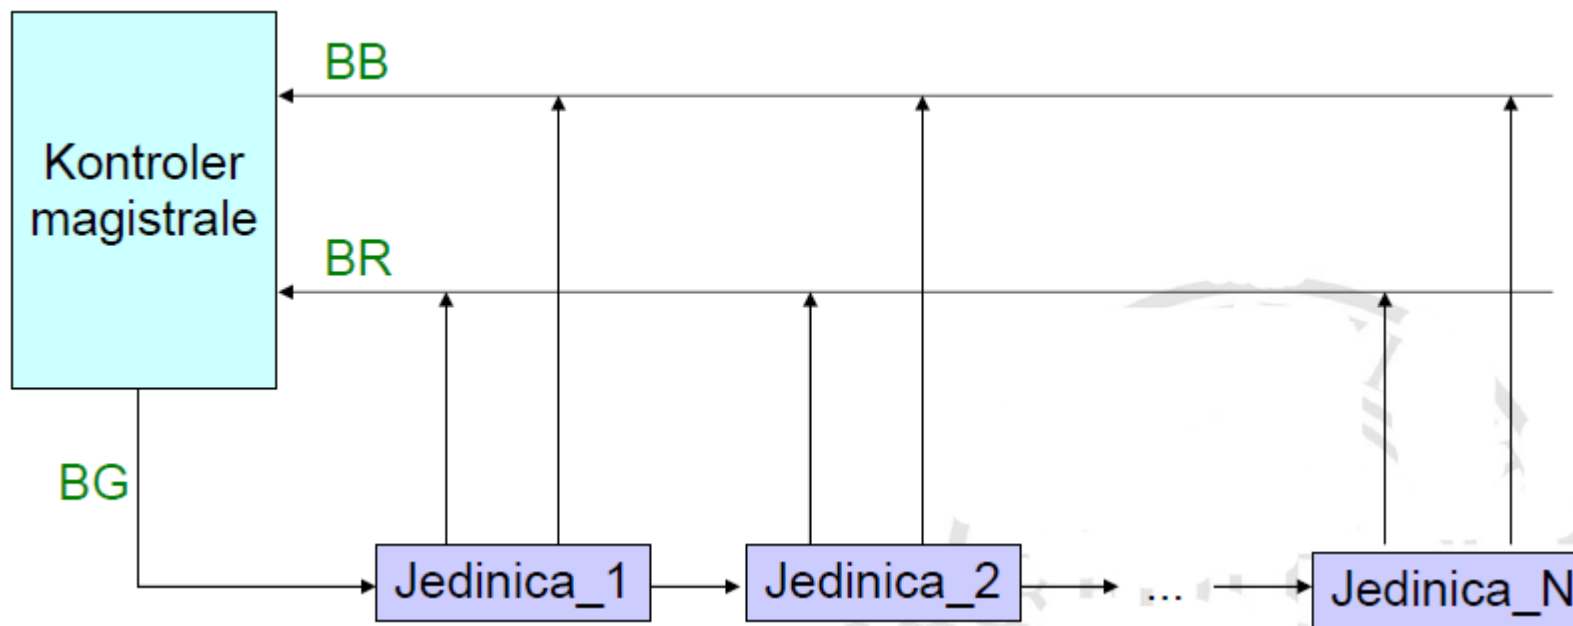 BB
Kontroler
magistrale
BR
BG
Jedinica_1
Jedinica_2
...
Jedinica_N